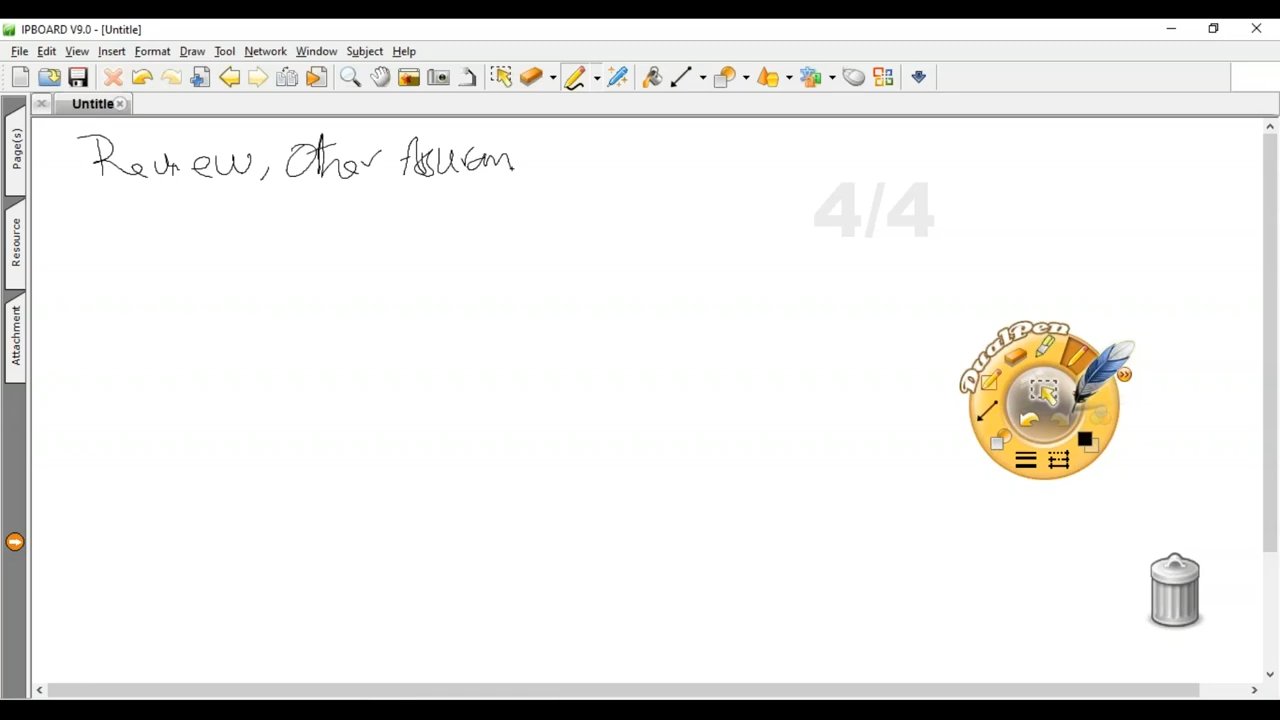 IPBOARD V9.0 - [Untitle]
File Edit View Insert Format Draw Tool Network Window Subject Help
Untitle
Page(s)
Resource
Attachment
Review, Other Assuran
4/4
DualPen